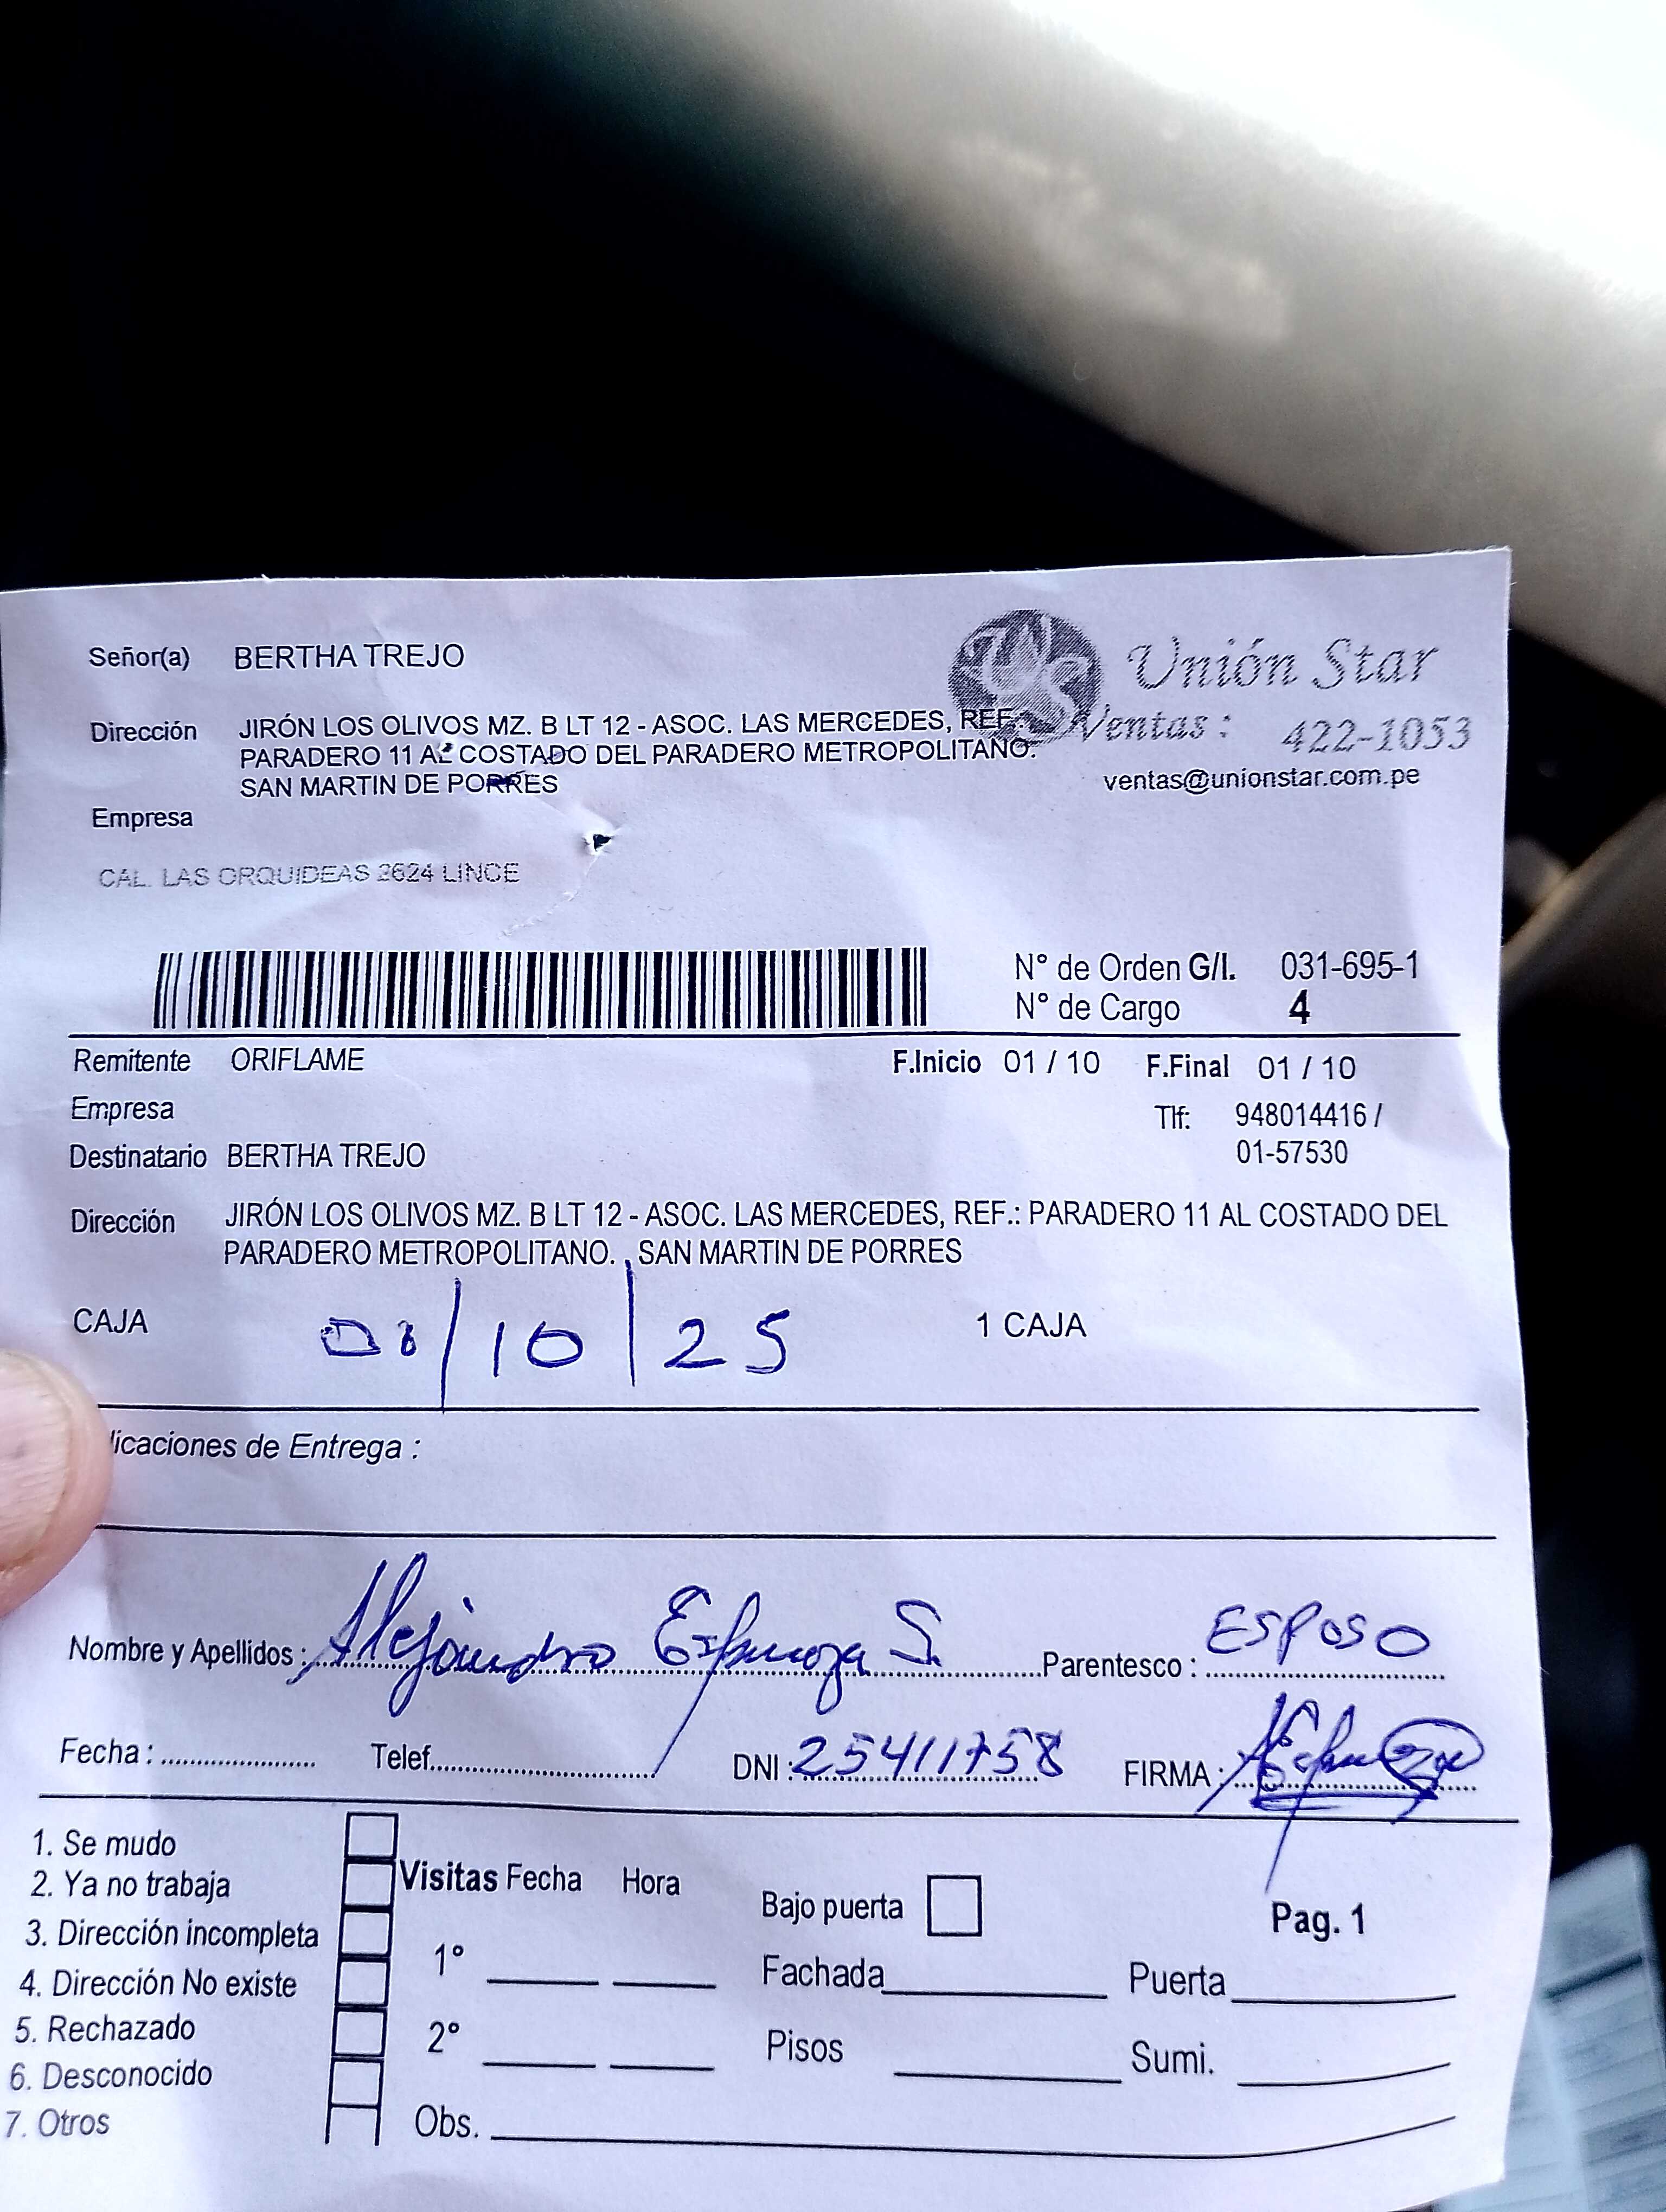 Señor(a) BERTHA TREJO
Unión Star
Dirección JIRÓN LOS OLIVOS MZ. B LT 12 - ASOC. LAS MERCEDES, REF.:
Ventas : 422-1053
PARADERO 11 AL COSTADO DEL PARADERO METROPOLITANO.
SAN MARTIN DE PORRES
ventas@unionstar.com.pe
Empresa
CAL. LAS ORQUIDEAS 2624 LINCE
N° de Orden G/I. 031-695-1
N° de Cargo 4
Remitente ORIFLAME F.Inicio 01 / 10 F.Final 01 / 10
Empresa Tlf: 948014416 /
01-57530
Destinatario BERTHA TREJO
Dirección JIRÓN LOS OLIVOS MZ. B LT 12 - ASOC. LAS MERCEDES, REF.: PARADERO 11 AL COSTADO DEL
PARADERO METROPOLITANO. , SAN MARTIN DE PORRES
CAJA /10/25 1 CAJA
licaciones de Entrega :
Nombre y Apellidos : Alejandro Espinoza S. Parentesco : ESPOSO
Fecha : Telef. DNI : 25411758 FIRMA :
1. Se mudo
2. Ya no trabaja
3. Dirección incompleta
4. Dirección No existe
5. Rechazado
6. Desconocido
7. Otros
Visitas Fecha Hora
1°
2°
Obs.
Bajo puerta
Pag. 1
Fachada Puerta
Pisos Sumi.